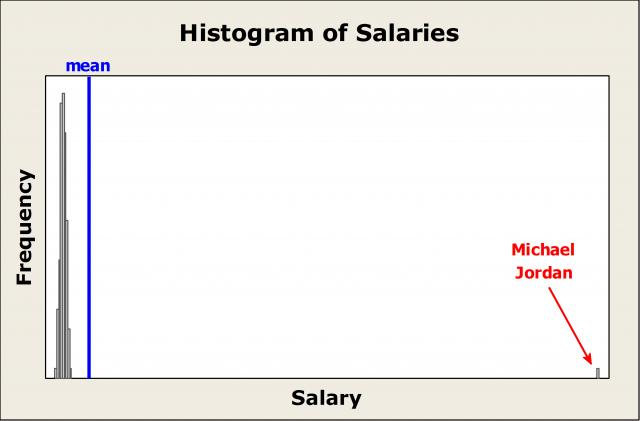 Histogram of Salaries
mean
Frequency
Michael
Jordan
Salary